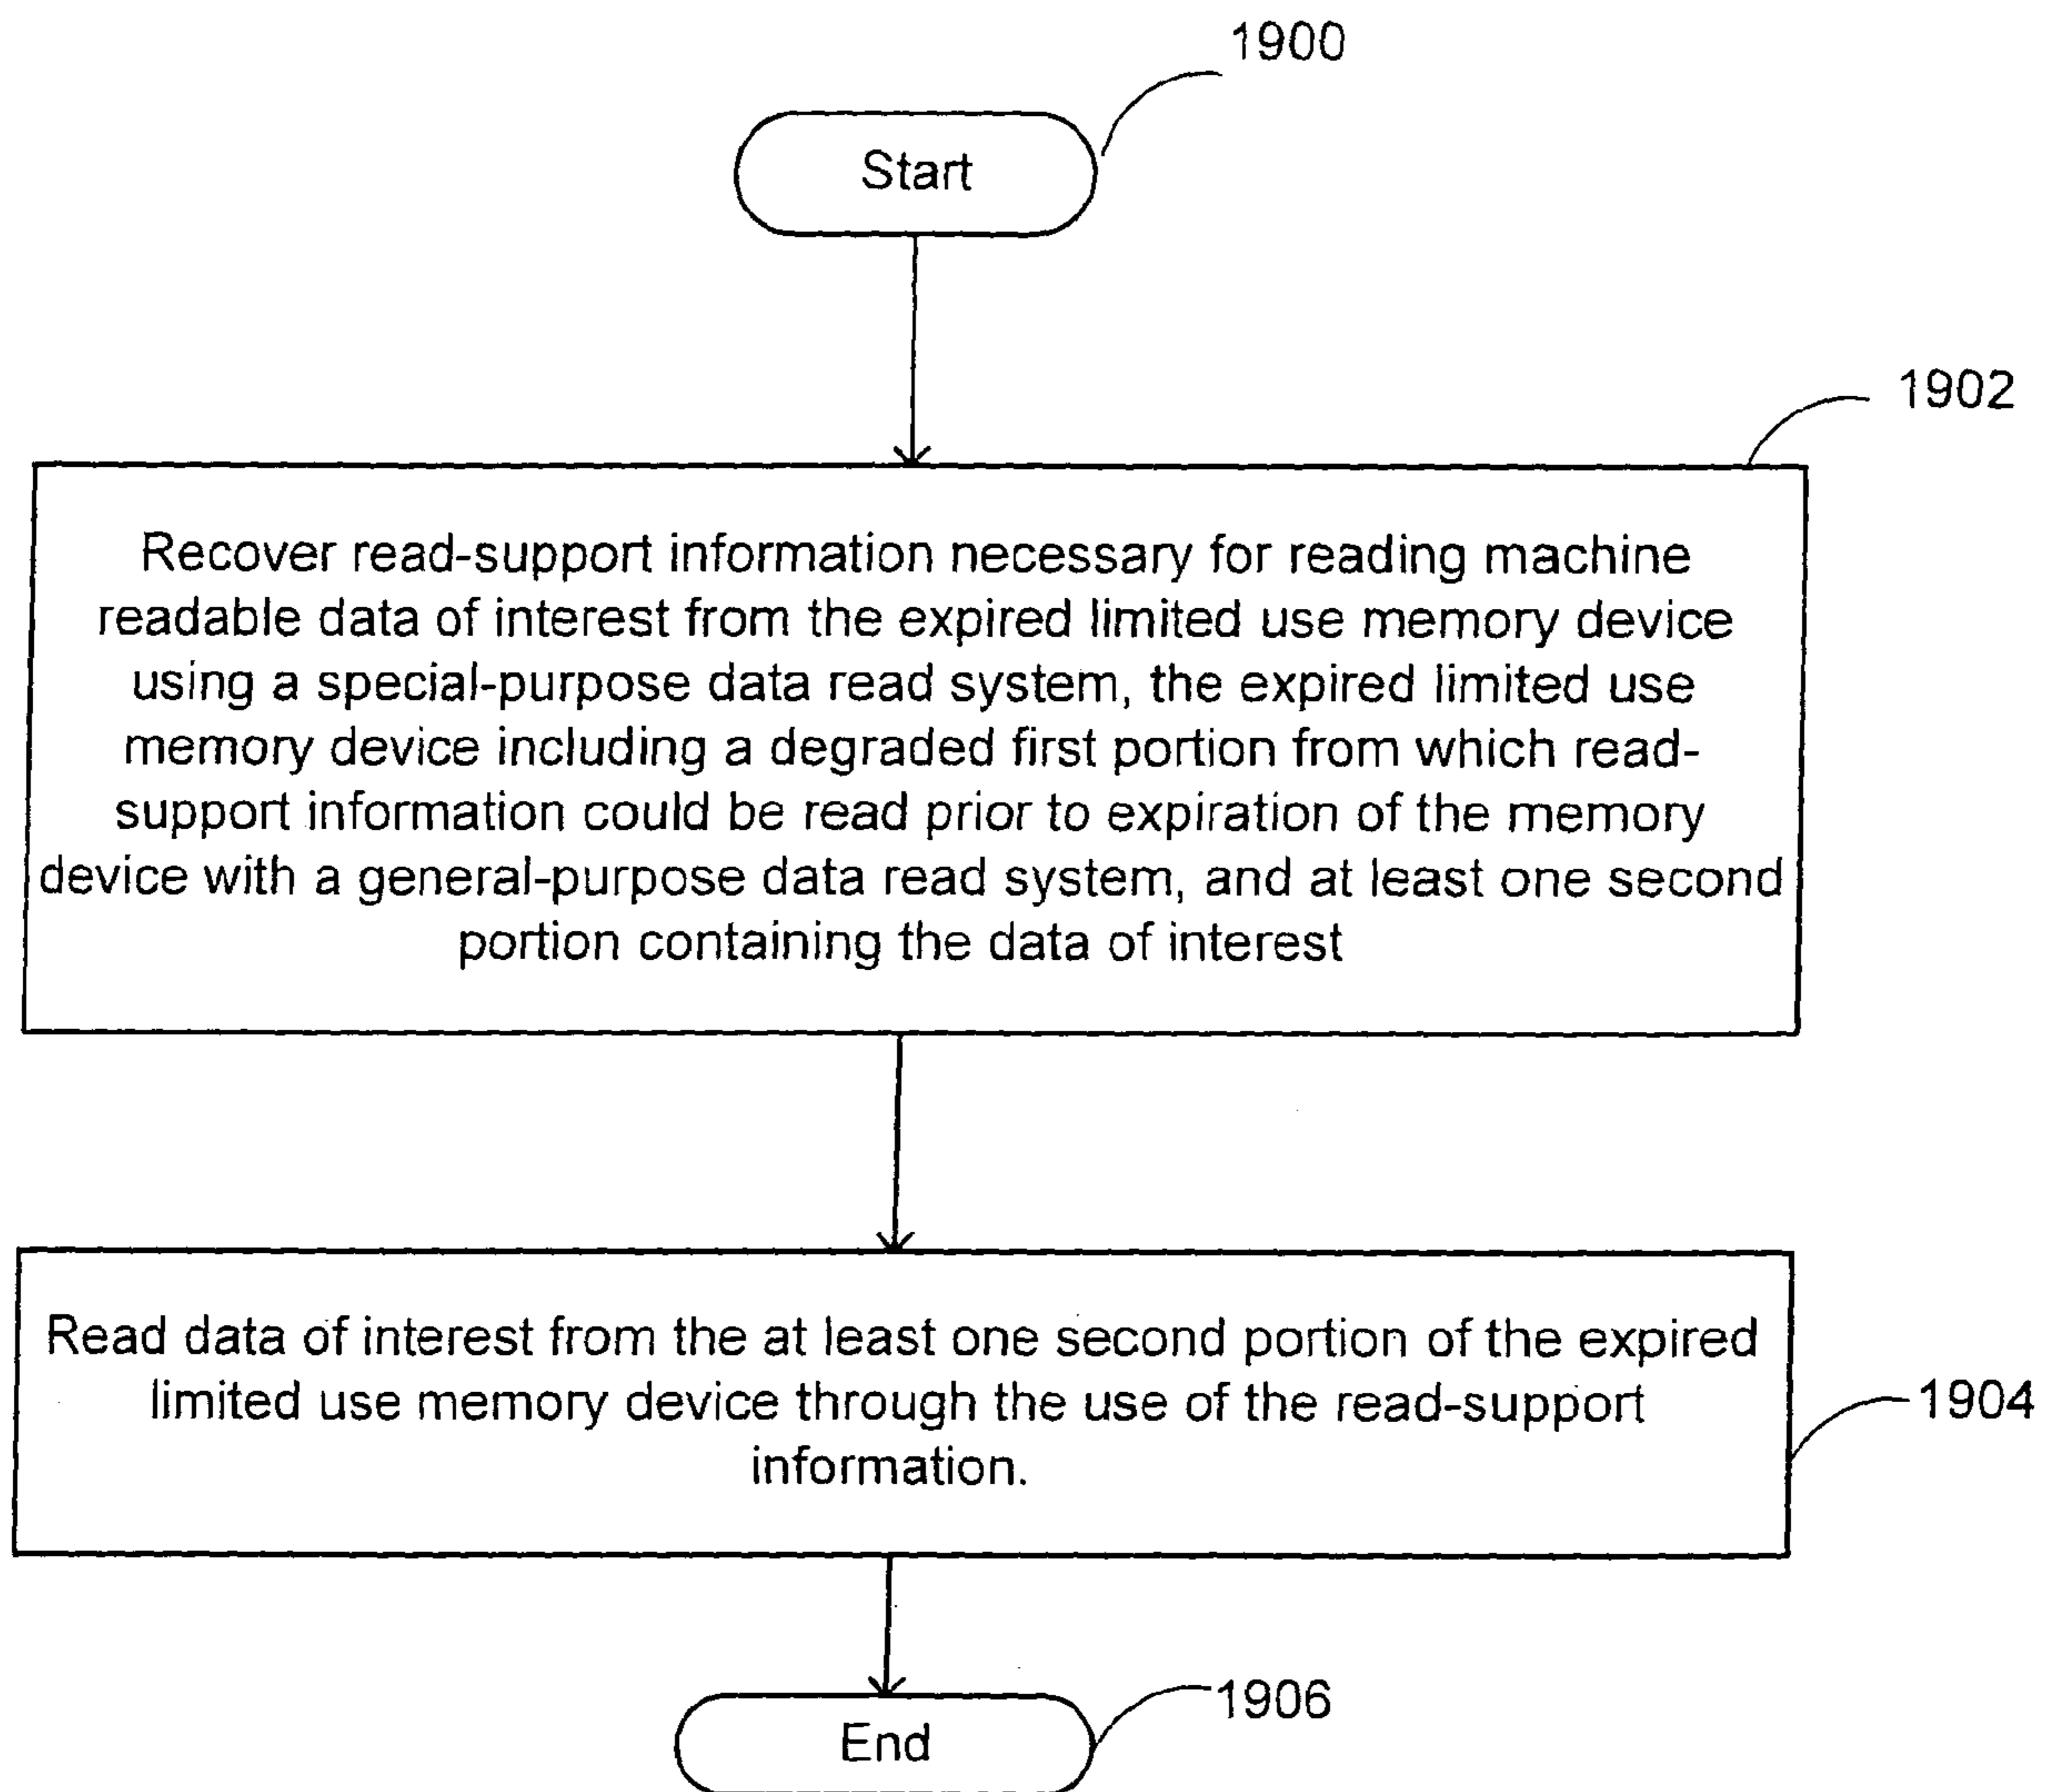 1900
Start
1902
Recover read-support information necessary for reading machine
readable data of interest from the expired limited use memory device
using a special-purpose data read system, the expired limited use
memory device including a degraded first portion from which read-
support information could be read prior to expiration of the memory
device with a general-purpose data read system, and at least one second
portion containing the data of interest
Read data of interest from the at least one second portion of the expired
limited use memory device through the use of the read-support
information.
1904
1906
End